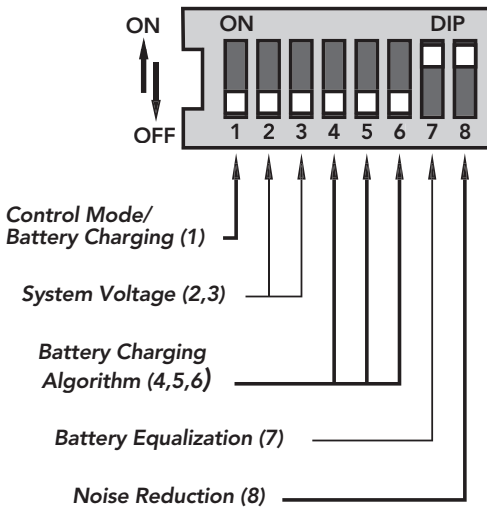 ON ON DIP
OFF
1 2 3 4 5 6 7 8
Control Mode/
Battery Charging (1)
System Voltage (2,3)
Battery Charging
Algorithm (4,5,6)
Battery Equalization (7)
Noise Reduction (8)